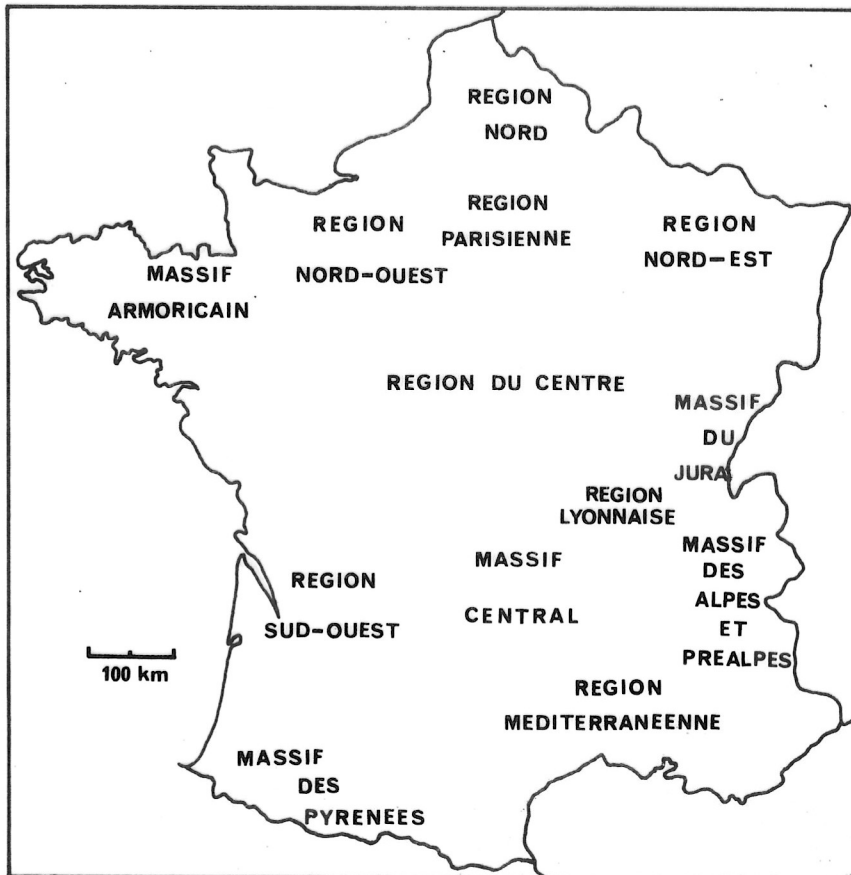 REGION
NORD
REGION
PARISIENNE
REGION
NORD-OUEST
REGION
NORD-EST
MASSIF
ARMORICAIN
REGION DU CENTRE
MASSIF
DU
JURA
REGION
LYONNAISE
MASSIF
CENTRAL
MASSIF
DES
ALPES
ET
PREALPES
REGION
SUD-OUEST
100 km
REGION
MEDITERRANEENNE
MASSIF
DES
PYRENEES